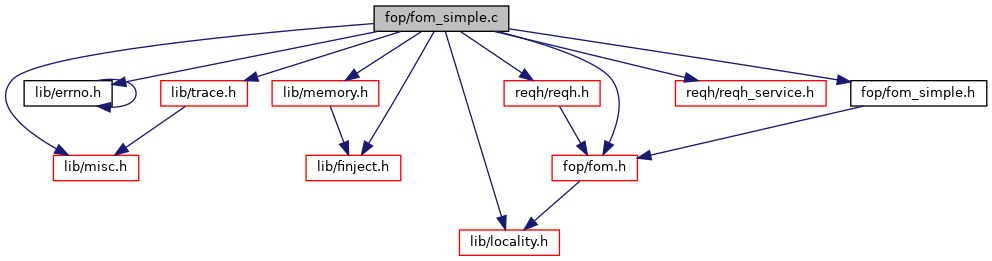 fop/fom_simple.c
lib/errno.h
lib/trace.h
lib/memory.h
reqh/reqh.h
reqh/reqh_service.h
fop/fom_simple.h
lib/misc.h
lib/finject.h
fop/fom.h
lib/locality.h